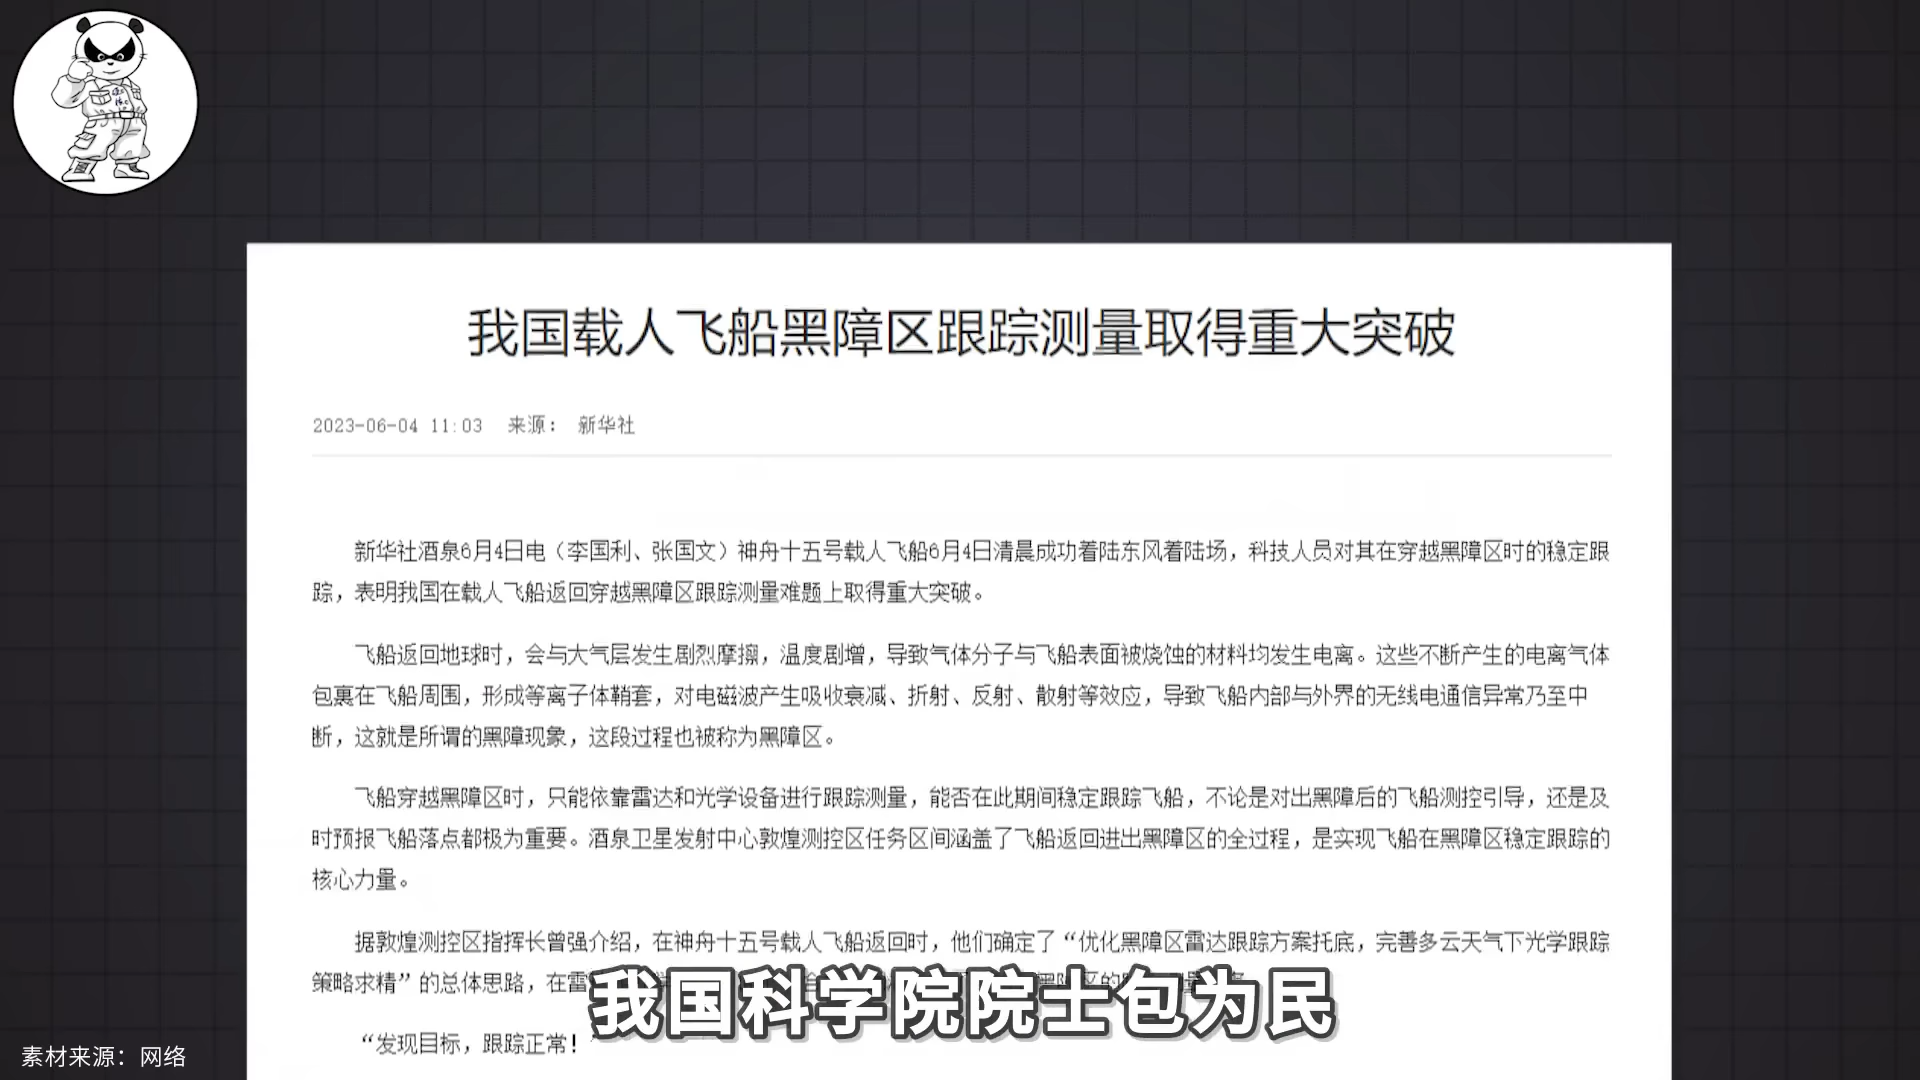 我国载人飞船黑障区跟踪测量取得重大突破
2023-06-04 11:03 来源： 新华社
新华社酒泉6月4日电（李国利、张国文）神舟十五号载人飞船6月4日清晨成功着陆东风着陆场，科技人员对其在穿越黑障区时的稳定跟
踪，表明我国在载人飞船返回穿越黑障区跟踪测量难题上取得重大突破。
飞船返回地球时，会与大气层发生剧烈摩擦，温度剧增，导致气体分子与飞船表面被烧蚀的材料均发生电离。这些不断产生的电离气体
包裹在飞船周围，形成等离子体鞘套，对电磁波产生吸收衰减、折射、反射、散射等效应，导致飞船内部与外界的无线电通信异常乃至中
断，这就是所谓的黑障现象，这段过程也被称为黑障区。
飞船穿越黑障区时，只能依靠雷达和光学设备进行跟踪测量，能否在此期间稳定跟踪飞船，不论是对出黑障后的飞船测控引导，还是及
时预报飞船落点都极为重要。酒泉卫星发射中心敦煌测控区任务区间涵盖了飞船返回进出黑障区的全过程，是实现飞船在黑障区稳定跟踪的
核心力量。
据敦煌测控区指挥长曾强介绍，在神舟十五号载人飞船返回时，他们确定了“优化黑障区雷达跟踪方案托底，完善多云天气下光学跟踪
策略求精”的总体思路，在雷
我国科学院院士包为民
“发现目标，跟踪正常！”
素材来源：网络